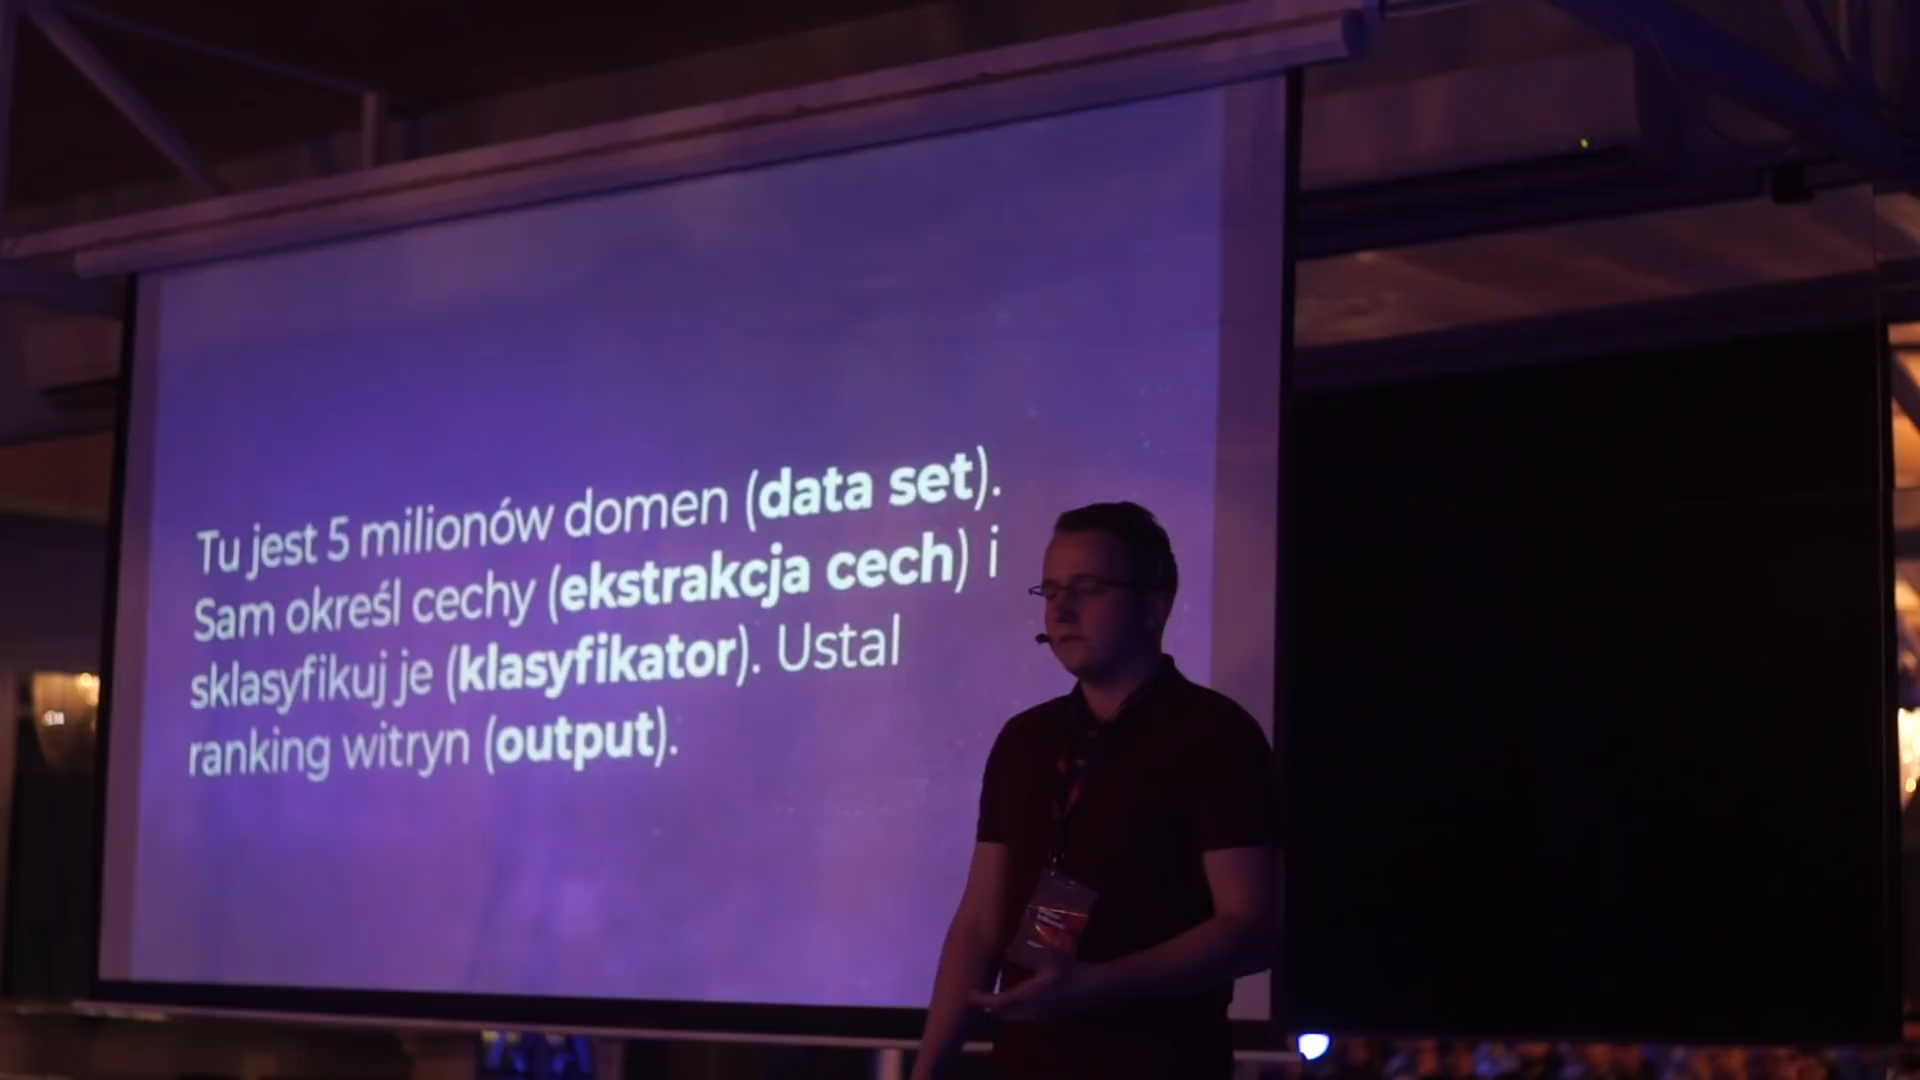 Tu jest 5 milionów domen (data set).
Sam określ cechy (ekstrakcja cech) i
sklasyfikuj je (klasyfikator). Ustal
ranking witryn (output).